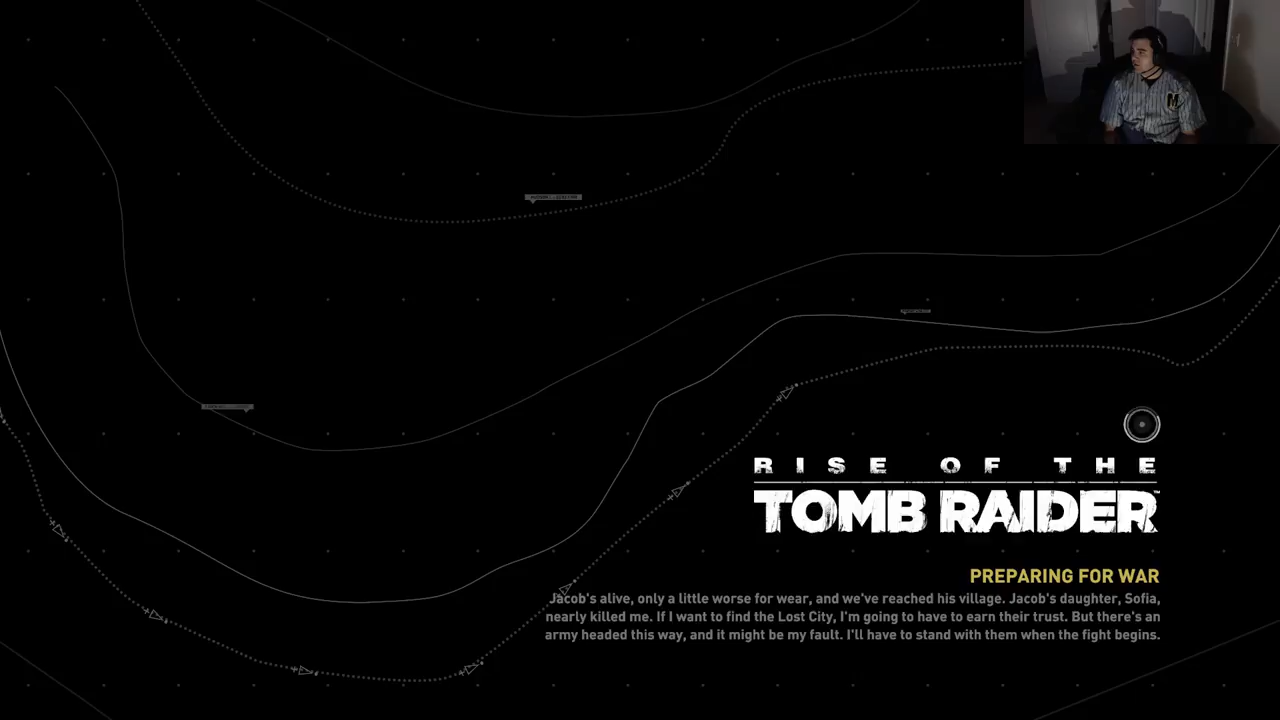 M
RISE OF THE
TOMB RAIDER™
PREPARING FOR WAR
Jacob's alive, only a little worse for wear, and we've reached his village. Jacob's daughter, Sofia,
nearly killed me. If I want to find the Lost City, I'm going to have to earn their trust. But there's an
army headed this way, and it might be my fault. I'll have to stand with them when the fight begins.